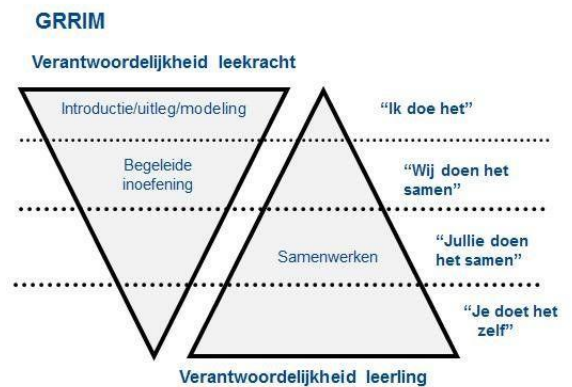 GRRIM
Verantwoordelijkheid leekracht
Introductie/uitleg/modeling
“Ik doe het”
Begeleide
inoefening
“Wij doen het
samen”
Samenwerken
“Jullie doen
het samen”
“Je doet het
zelf”
Verantwoordelijkheid leerling